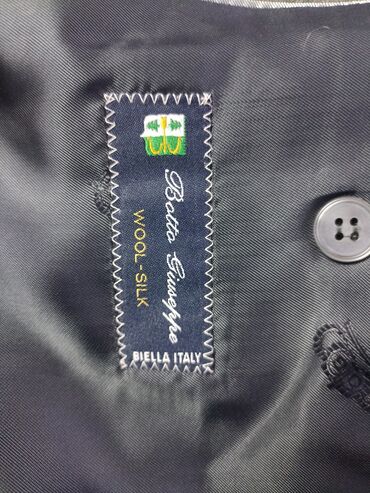 Botto Giuseppe
WOOL - SILK
BIELLA ITALY